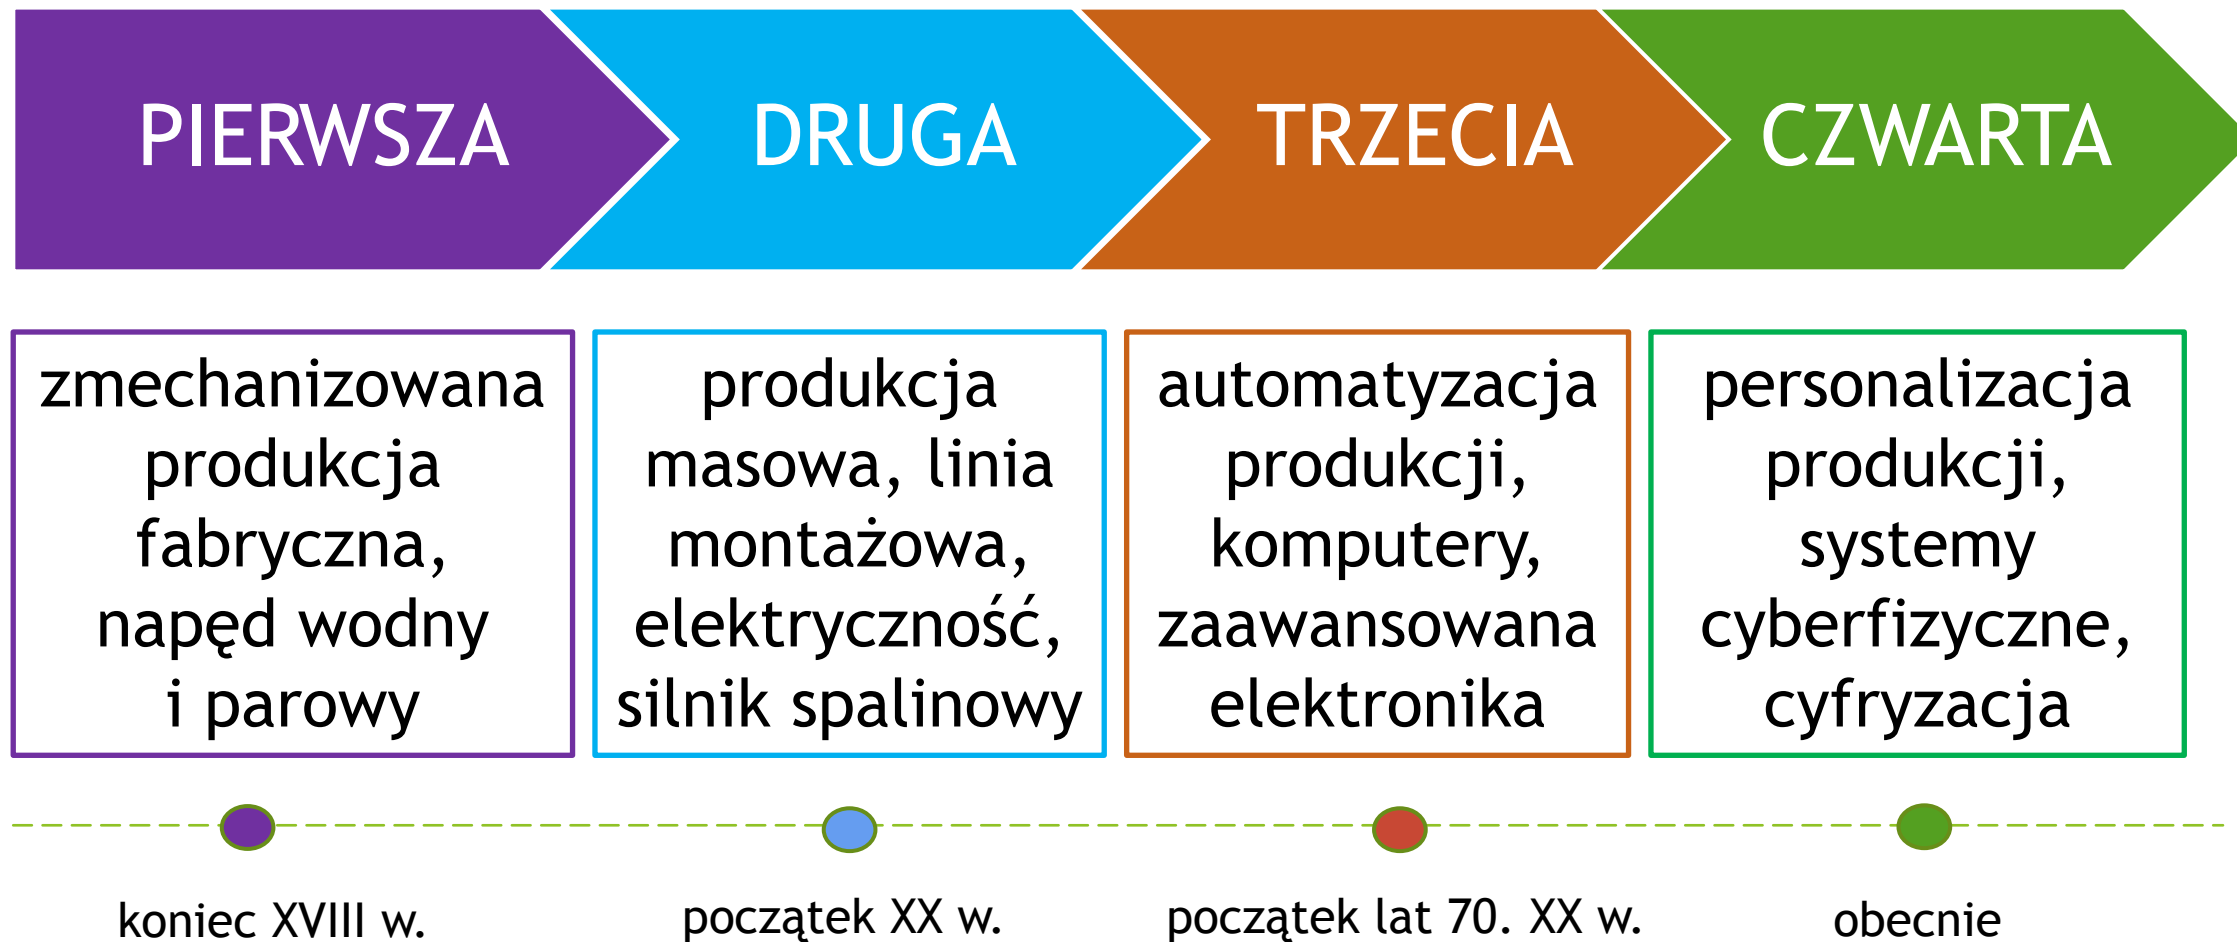 PIERWSZA
DRUGA
TRZECIA
CZWARTA
zmechanizowana
produkcja
fabryczna,
napęd wodny
i parowy
produkcja
masowa, linia
montażowa,
elektryczność,
silnik spalinowy
automatyzacja
produkcji,
komputery,
zaawansowana
elektronika
personalizacja
produkcji,
systemy
cyberfizyczne,
cyfryzacja
koniec XVIII w.
początek XX w.
początek lat 70. XX w.
obecnie